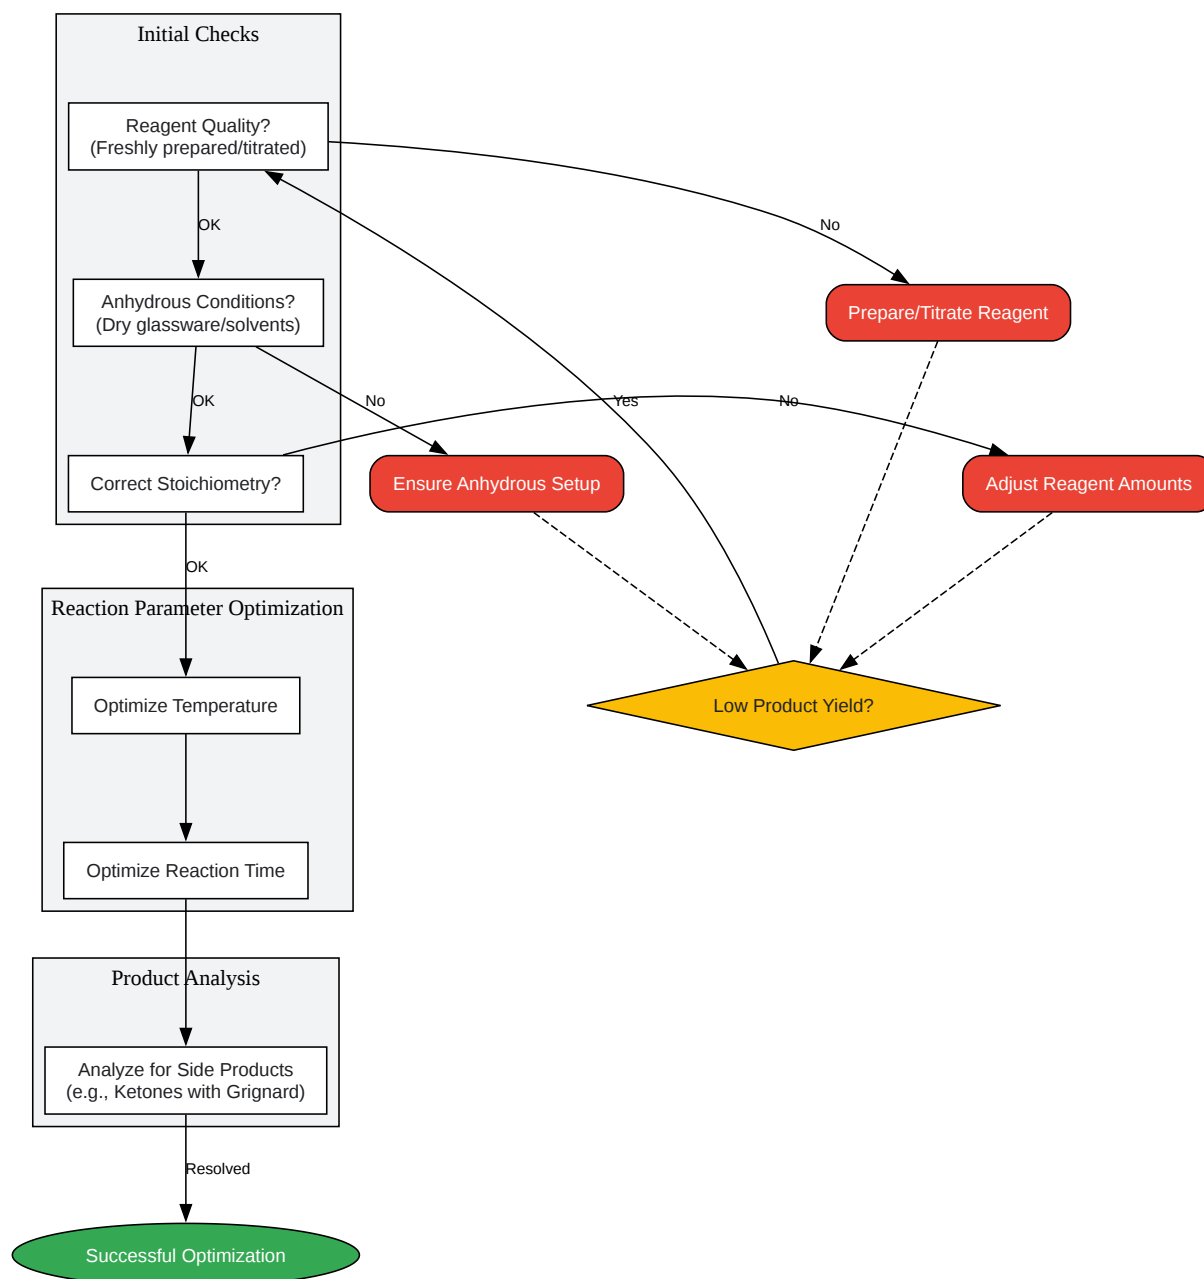 Initial Checks
Reagent Quality?
(Freshly prepared/titrated)
OK
No
Anhydrous Conditions?
(Dry glassware/solvents)
Prepare/Titrate Reagent
OK
No
Yes
No
Correct Stoichiometry?
Ensure Anhydrous Setup
Adjust Reagent Amounts
OK
Reaction Parameter Optimization
Optimize Temperature
Low Product Yield?
Optimize Reaction Time
Product Analysis
Analyze for Side Products
(e.g., Ketones with Grignard)
Resolved
Successful Optimization